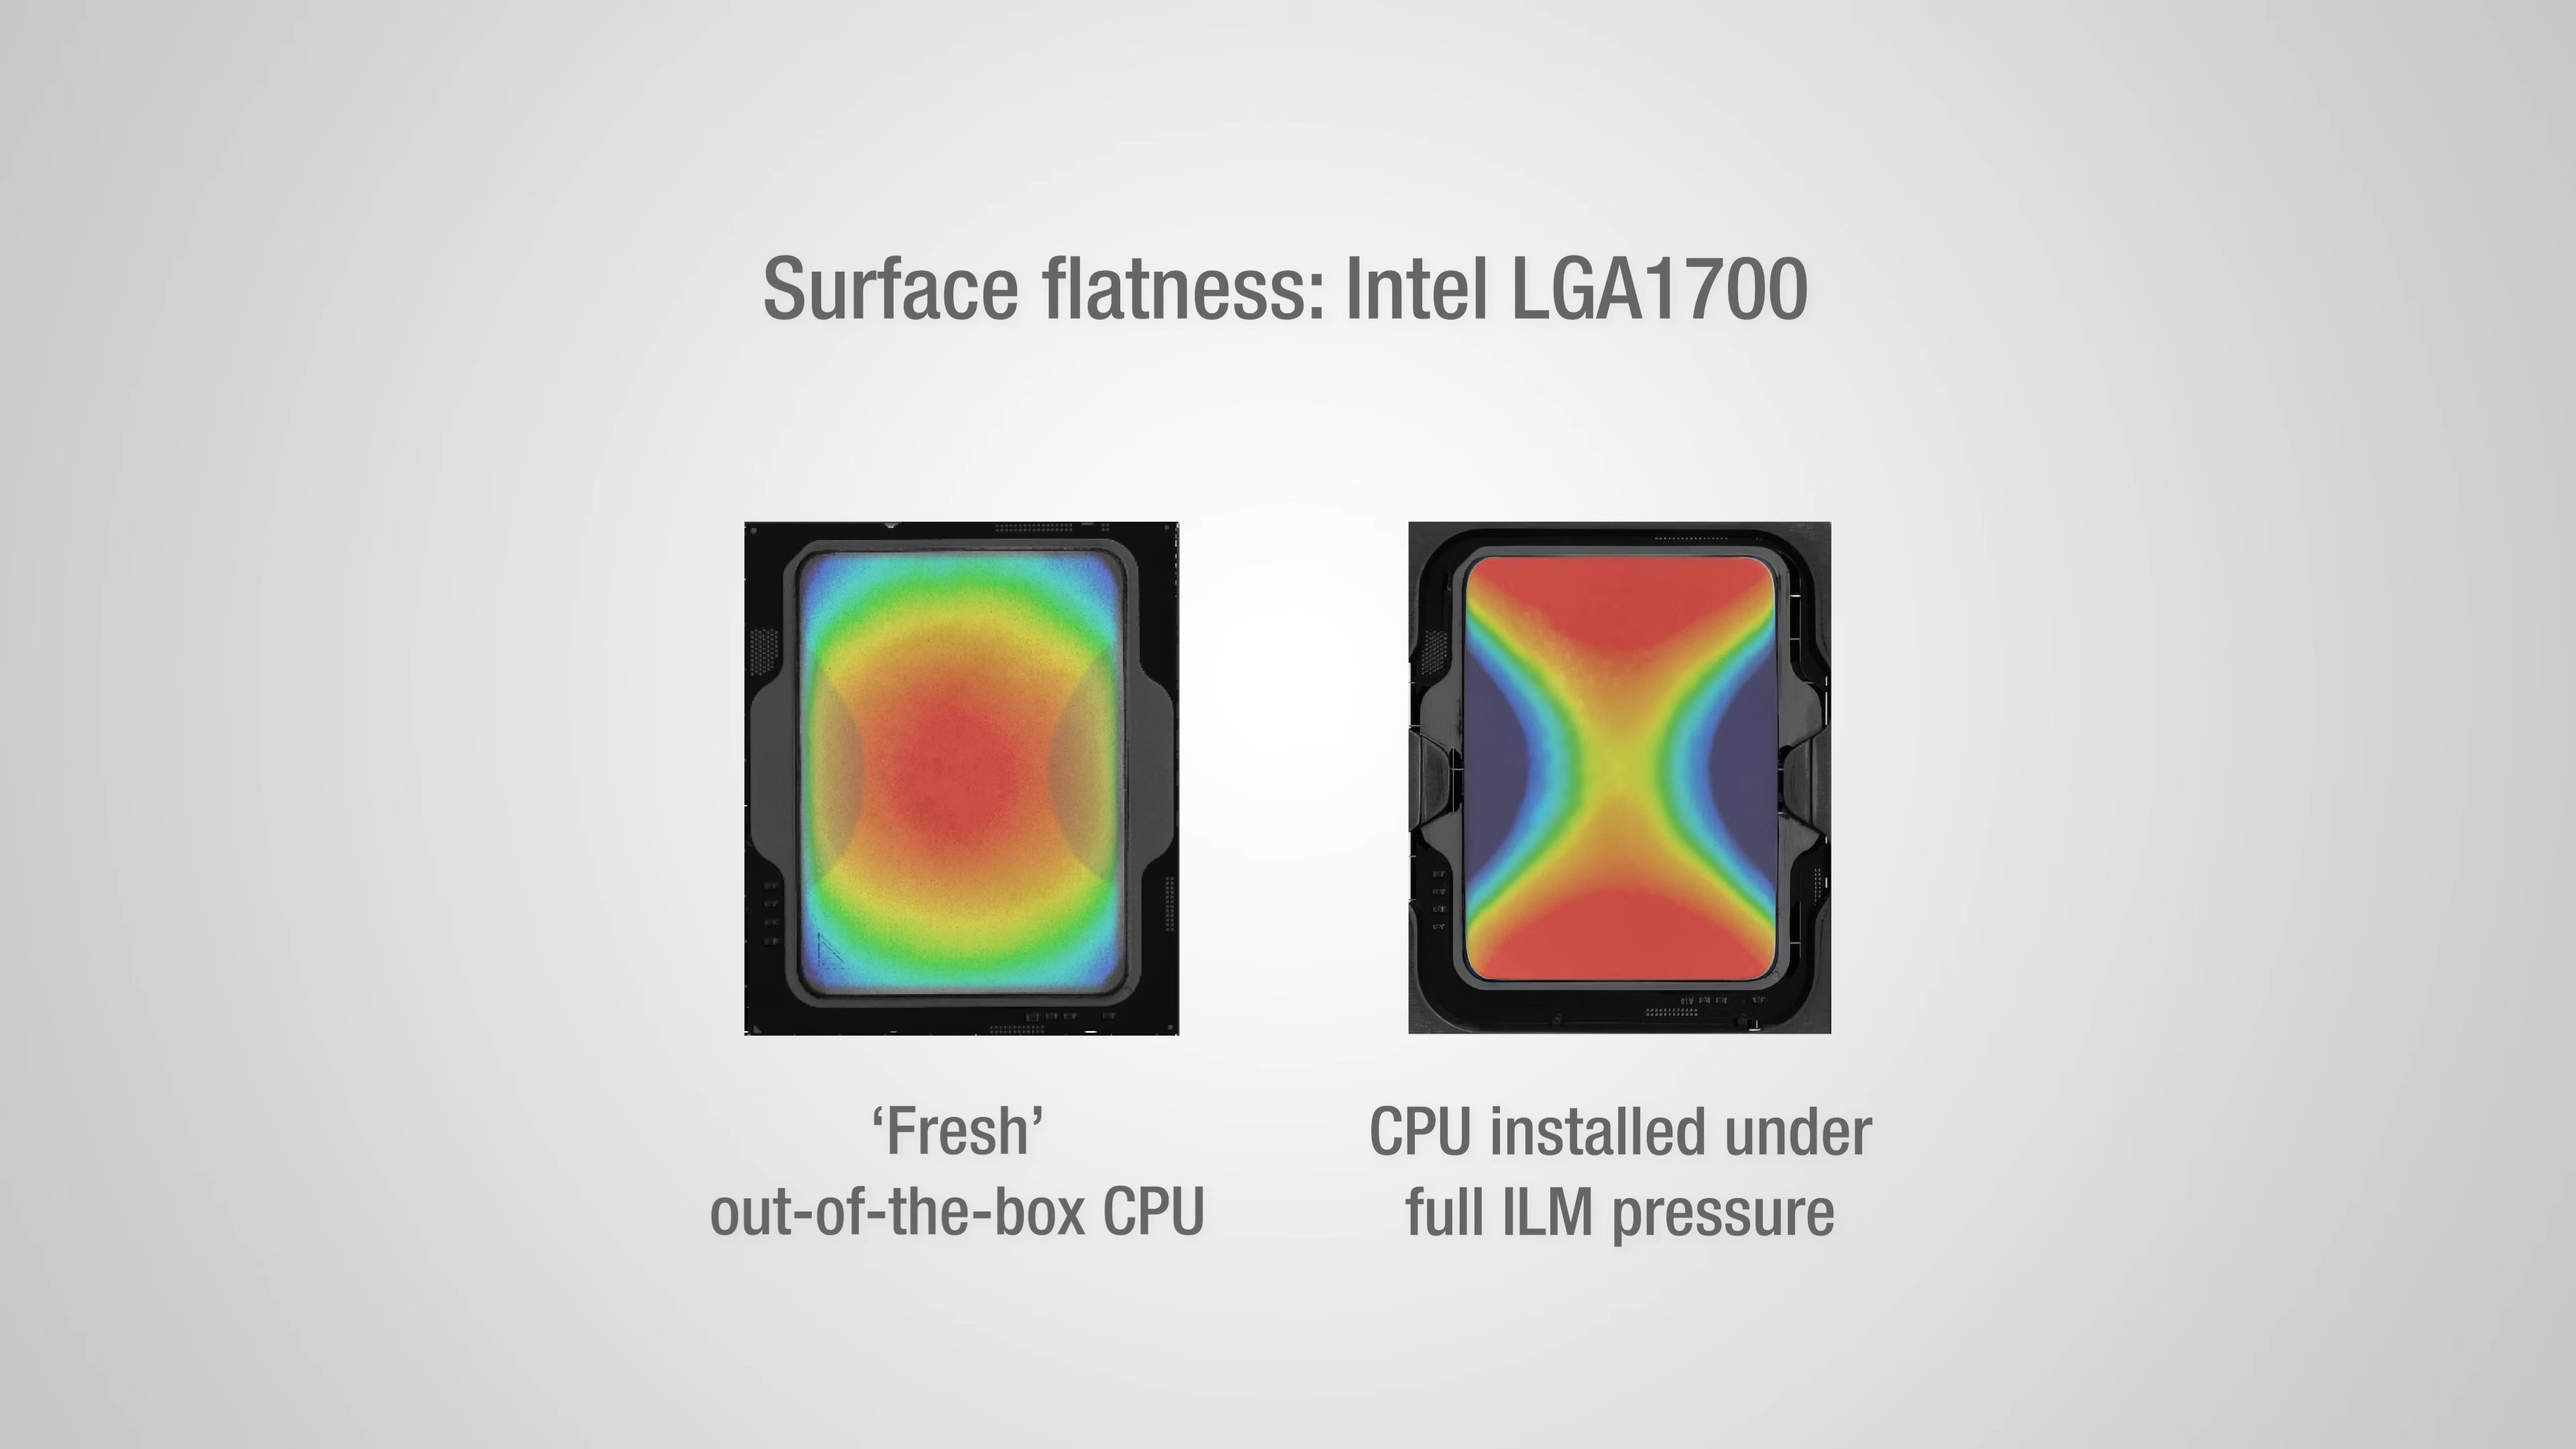 Surface flatness: Intel LGA1700
‘Fresh’
out-of-the-box CPU
CPU installed under
full ILM pressure